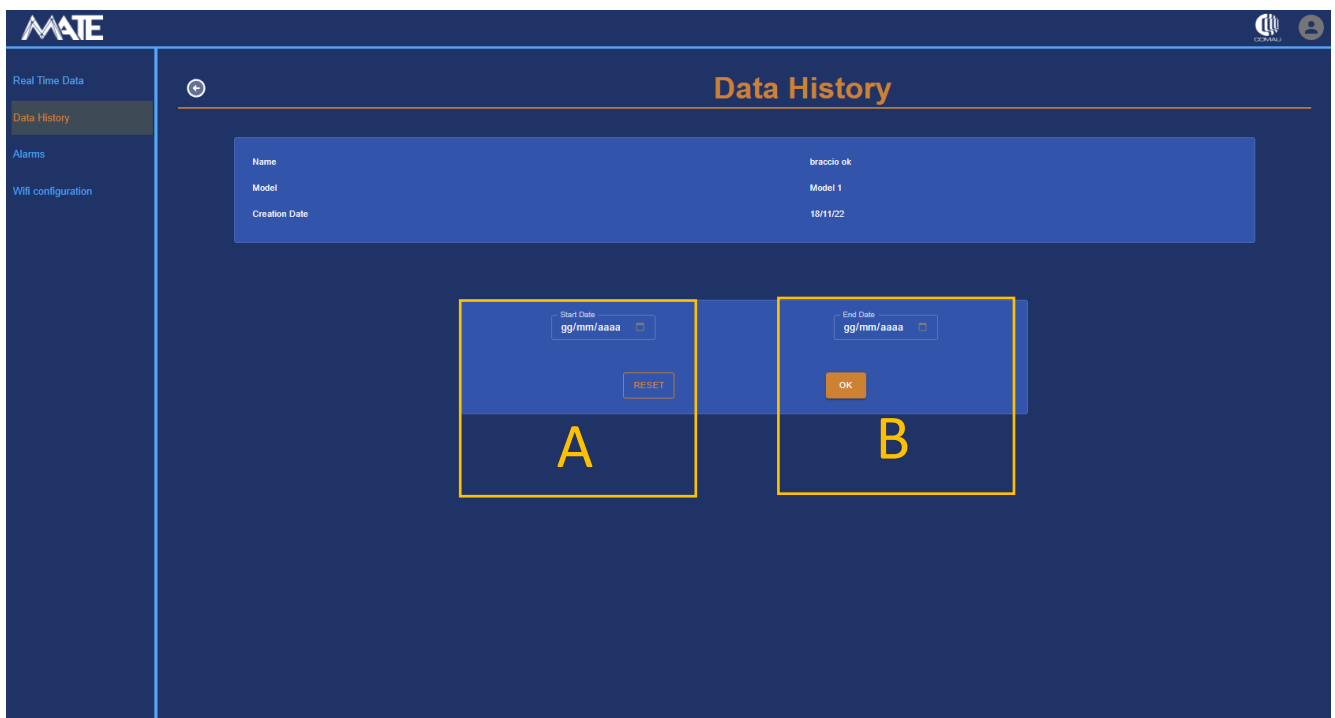 MATE
COMAU
Real Time Data
Data History
Alarms
Wifi configuration
Data History
Name braccio ok
Model Model 1
Creation Date 18/11/22
Start Date End Date
gg/mm/aaaa gg/mm/aaaa
RESET OK
A B